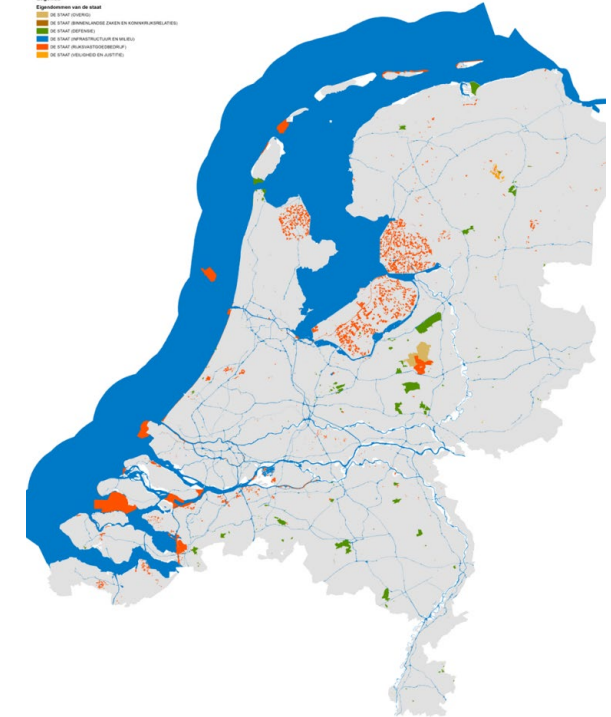 Eigendommen van de staat
DE STAAT (OVERIG)
DE STAAT (BINNENLANDSE ZAKEN EN KONINKRIJKSRELATIES)
DE STAAT (DEFENSIE)
DE STAAT (INFRASTRUCTUUR EN MILIEU)
DE STAAT (RIJKSVASTGOEDBEDRIJF)
DE STAAT (VEILIGHEID EN JUSTITIE)